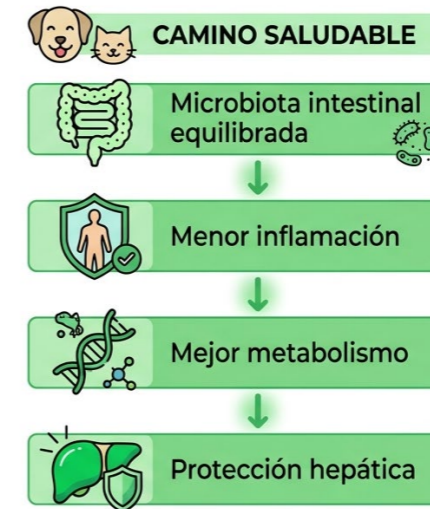 CAMINO SALUDABLE
Microbiota intestinal
equilibrada
Menor inflamación
Mejor metabolismo
Protección hepática